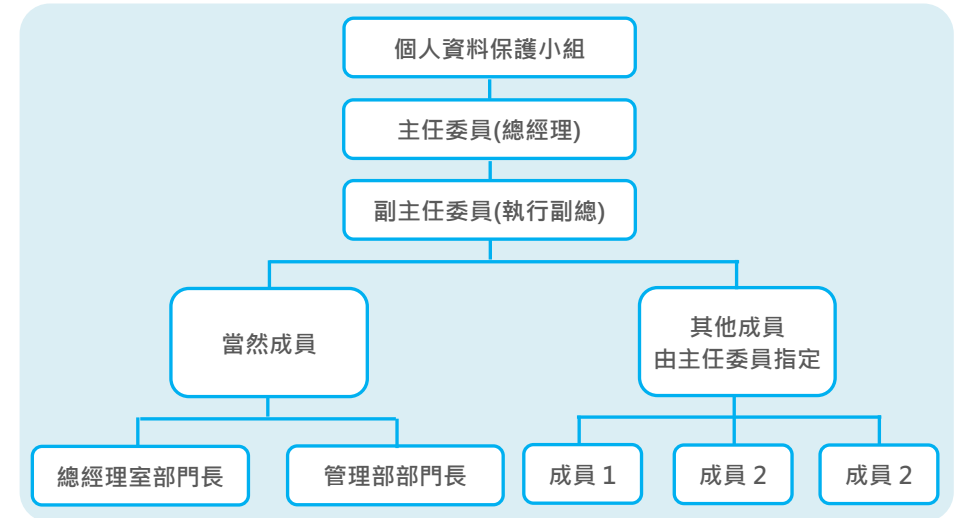 個人資料保護小組
主任委員(總經理)
副主任委員(執行副總)
當然成員
其他成員
由主任委員指定
總經理室部門長
管理部部門長
成員 1
成員 2
成員 2